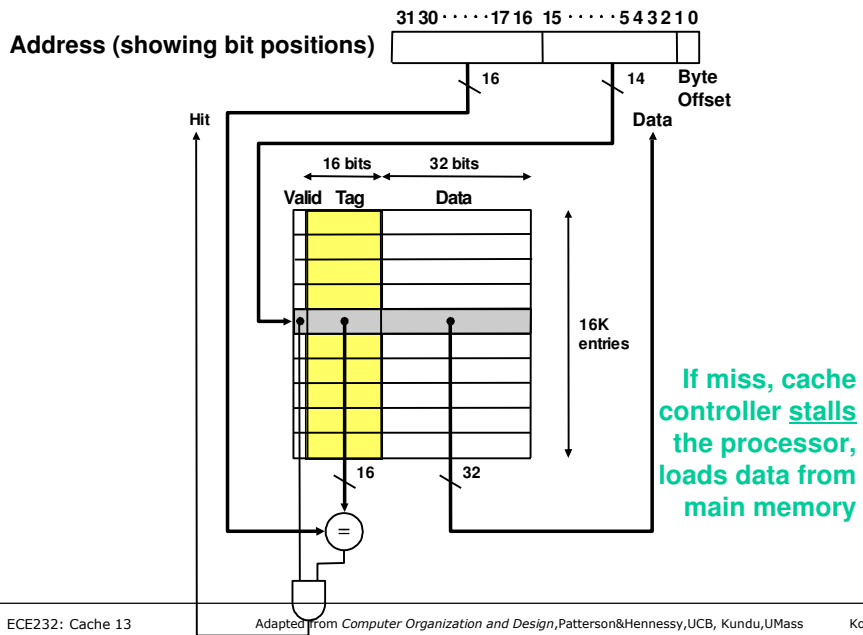 31 30 · · · · · 17 16 15 · · · · · 5 4 3 2 1 0
Address (showing bit positions)
16
14
Byte
Offset
Hit
Data
16 bits
32 bits
Valid Tag Data
16K
entries
If miss, cache
controller stalls
the processor,
loads data from
main memory
16
32
=
ECE232: Cache 13
Adapted from Computer Organization and Design,Patterson&Hennessy,UCB, Kundu,UMass